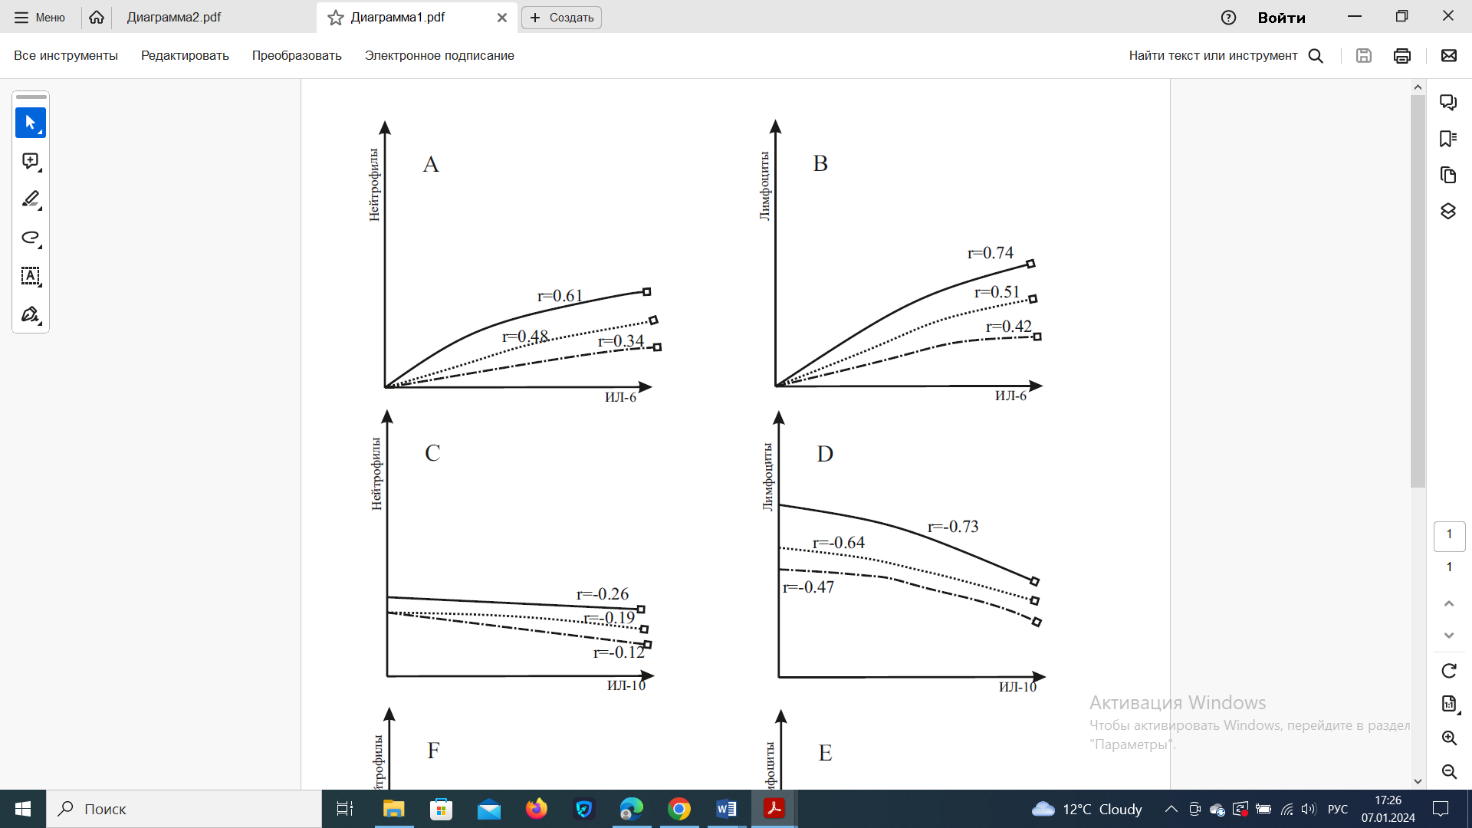 Меню
Диаграмма2.pdf
Диаграмма1.pdf
Создать
Войти
Все инструменты
Редактировать
Преобразовать
Электронное подписание
Найти текст или инструмент
A
Нейтрофилы
r=0.61
r=0.48
r=0.34
ИЛ-6
B
Лимфоциты
r=0.74
r=0.51
r=0.42
ИЛ-6
C
Нейтрофилы
r=-0.26
r=-0.19
r=-0.12
ИЛ-10
D
Лимфоциты
r=-0.73
r=-0.64
r=-0.47
ИЛ-10
F
йтрофилы
E
мфоциты
1
1
Активация Windows
Чтобы активировать Windows, перейдите в раздел
"Параметры".
Поиск
12°C Cloudy
РУС
17:26
07.01.2024